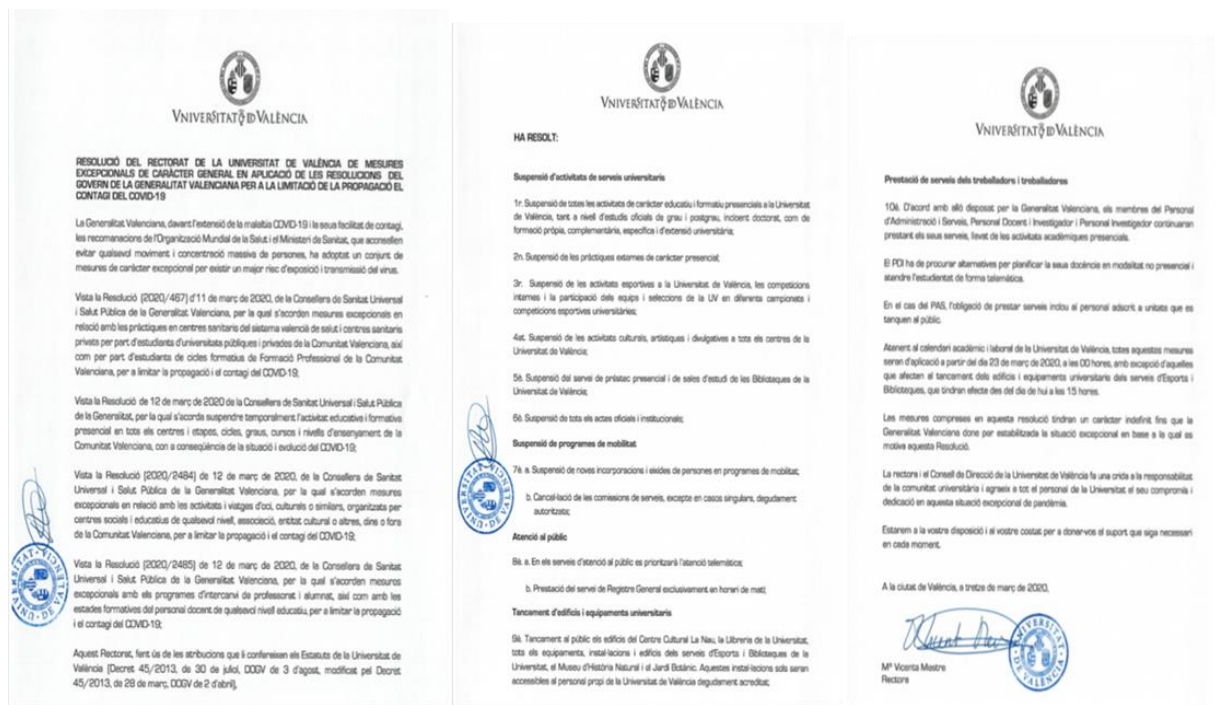 VNIVERSITAT Ꝟ DE VALÈNCIA
RESOLUCIÓ DEL RECTORAT DE LA UNIVERSITAT DE VALÈNCIA DE MESURES
EXCEPCIONALS DE CARÀCTER GENERAL EN APLICACIÓ DE LES RESOLUCIONS DEL
GOVERN DE LA GENERALITAT VALENCIANA PER A LA LIMITACIÓ DE LA PROPAGACIÓ EL
CONTAGI DEL COVID-19
La Generalitat Valenciana, davant l'extensió de la malaltia COVID-19 i la seua facilitat de contagi,
les recomanacions de l'Organització Mundial de la Salut i el Ministeri de Sanitat, que aconsellen
evitar qualsevol moviment i concentració massiva de persones, ha adoptat un conjunt de
mesures de caràcter excepcional per existir un major risc d'exposició i transmissió del virus.
Vista la Resolució (2020/467) d'11 de març de 2020, de la Consellera de Sanitat Universal
i Salut Pública de la Generalitat Valenciana, per la qual s'acorden mesures excepcionals en
relació amb les pràctiques en centres sanitaris del sistema valencià de salut i centres sanitaris
privats per part d'estudiants d'universitats públiques i privades de la Comunitat Valenciana, així
com per part d'estudiants de cicles formatius de Formació Professional de la Comunitat
Valenciana, per a limitar la propagació i el contagi del COVID-19;
Vista la Resolució de 12 de març de 2020 de la Consellera de Sanitat Universal i Salut Pública
de la Generalitat, per la qual s'acorda suspendre temporalment l'activitat educativa i formativa
presencial en tots els centres i etapes, cicles, graus, cursos i nivells d'ensenyament de la
Comunitat Valenciana, con a conseqüència de la situació i evolució del COVID-19;
Vista la Resolució (2020/2484) de 12 de març de 2020, de la Consellera de Sanitat
Universal i Salut Pública de la Generalitat Valenciana, per la qual s'acorden mesures
excepcionals en relació amb les activitats i viatges d'oci, culturals o similars, organitzats per
centres socials i educatius de qualsevol nivell, associació, entitat cultural o altres, dins o fora
de la Comunitat Valenciana, per a limitar la propagació i el contagi del COVID-19;
Vista la Resolució (2020/2485) de 12 de març de 2020, de la Consellera de Sanitat
Universal i Salut Pública de la Generalitat Valenciana, per la qual s'acorden mesures
excepcionals amb els programes d'intercanvi de professorat i alumnat, així com amb les
estades formatives del personal docent de qualsevol nivell educatiu, per a limitar la propagació
i el contagi del COVID-19;
Aquest Rectorat, fent ús de les atribucions que li confereixen els Estatuts de la Universitat de
València (Decret 45/2013, de 30 de juliol, DOGV de 3 d'agost, modificat pel Decret
45/2013, de 28 de març, DOGV de 2 d'abril),
VNIVERSITAT DE VALÈNCIA
HA RESOLT:
Suspensió d'activitats de serveis universitaris
1r. Suspensió de totes les activitats de caràcter educatiu i formatiu presencials a la Universitat
de València, tant a nivell d'estudis oficials de grau i postgrau, incloent doctorat, com de
formació pròpia, complementària, específica i d'extensió universitària;
2n. Suspensió de les pràctiques externes de caràcter presencial;
3r. Suspensió de les activitats esportives a la Universitat de València, les competicions
internes i la participació dels equips i seleccions de la UV en diferents campionats i
competicions esportives universitàries;
4at. Suspensió de les activitats culturals, artístiques i divulgatives a tots els centres de la
Universitat de València;
5è. Suspensió del servei de préstec presencial i de sales d'estudi de les Biblioteques de la
Universitat de València;
6è. Suspensió de tots els actes oficials i institucionals;
Suspensió de programes de mobilitat
7è. a. Suspensió de noves incorporacions i eixides de persones en programes de mobilitat;
b. Cancel·lació de les comissions de serveis, excepte en casos singulars, degudament
autoritzats;
Atenció al públic
8è. a. En els serveis d'atenció al públic es prioritzarà l'atenció telemàtica;
b. Prestació del servei de Registre General exclusivament en horari de matí;
Tancament d'edificis i equipaments universitaris
9è. Tancament al públic els edificis del Centre Cultural La Nau, la Llibreria de la Universitat,
tots els equipaments, instal·lacions i edificis dels serveis d'Esports i Biblioteques de la
Universitat, el Museu d'Història Natural i el Jardí Botànic. Aquestes instal·lacions sols seran
accessibles al personal propi de la Universitat de València degudament acreditat;
VNIVERSITAT DE VALÈNCIA
Prestació de serveis dels treballadors i treballadores
10è. D'acord amb allò disposat per la Generalitat Valenciana, els membres del Personal
d'Administració i Serveis, Personal Docent i Investigador i Personal Investigador continuaran
prestant els seus serveis, llevat de les activitats acadèmiques presencials.
El PDI ha de procurar alternatives per planificar la seua docència en modalitat no presencial i
atendre l'estudiantat de forma telemàtica.
En el cas del PAS, l'obligació de prestar serveis inclou al personal adscrit a unitats que es
tanquen al públic.
Atenent al calendari acadèmic i laboral de la Universitat de València, totes aquestes mesures
seran d'aplicació a partir del dia 23 de març de 2020, a les 00 hores, amb excepció d'aquelles
que afecten el tancament dels edificis i equipaments universitaris dels serveis d'Esports i
Biblioteques, que tindran efecte des del dia de hui a les 15 hores.
Les mesures compreses en aquesta resolució tindran un caràcter indefinit fins que la
Generalitat Valenciana done per estabilitzada la situació excepcional en base a la qual es
motiva aquesta Resolució.
La rectora i el Consell de Direcció de la Universitat de València fa una crida a la responsabilitat
de la comunitat universitària i agraeix a tot el personal de la Universitat el seu compromís i
dedicació en aquesta situació excepcional de pandèmia.
Estarem a la vostra disposició i al vostre costat per a donar-vos el suport que siga necessari
en cada moment.
A la ciutat de València, a tretze de març de 2020,
Mª Vicenta Mestre
Rectora